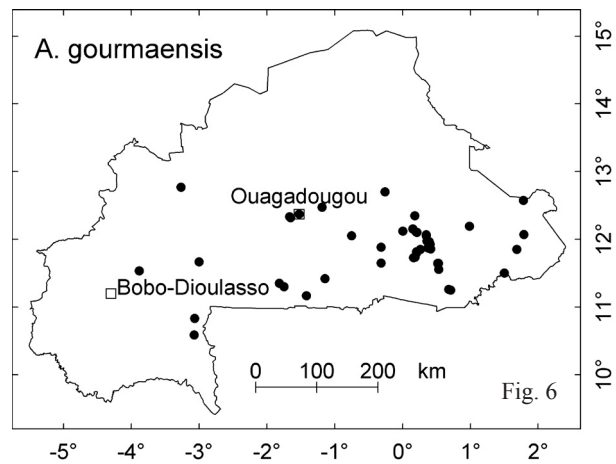 A. gourmaensis
Ouagadougou
Bobo-Dioulasso
0 100 200 km
Fig. 6
15°
14°
13°
12°
11°
10°
-5° -4° -3° -2° -1° 0° 1° 2°